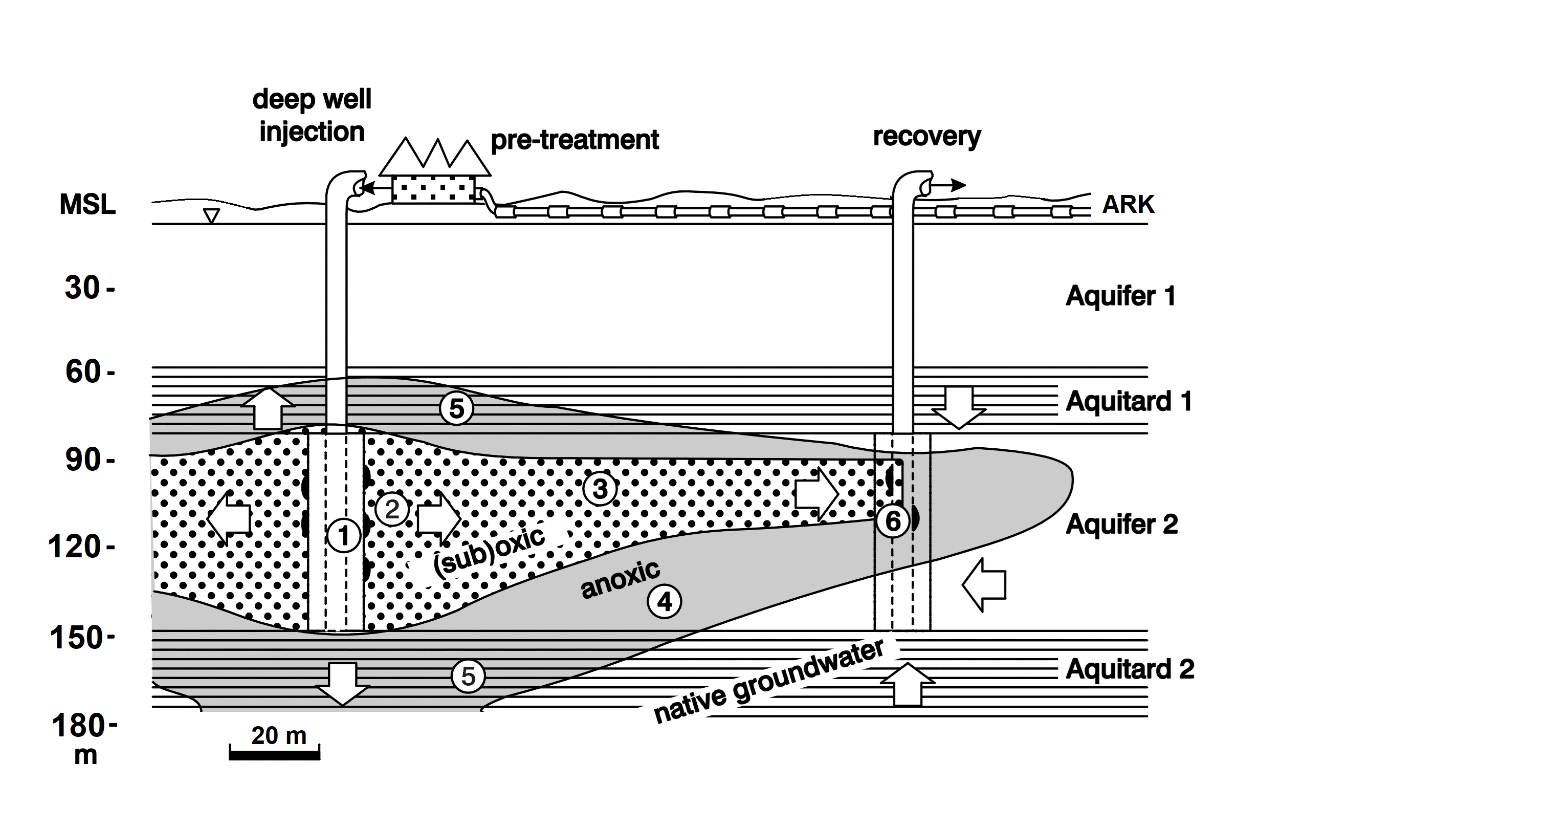 deep well
injection
pre-treatment
recovery
MSL
ARK
30 -
Aquifer 1
60 -
5
Aquitard 1
90 -
3
2
1
6
Aquifer 2
120 -
(sub)oxic
anoxic
4
150 -
5
native groundwater
Aquitard 2
180-
m
20 m